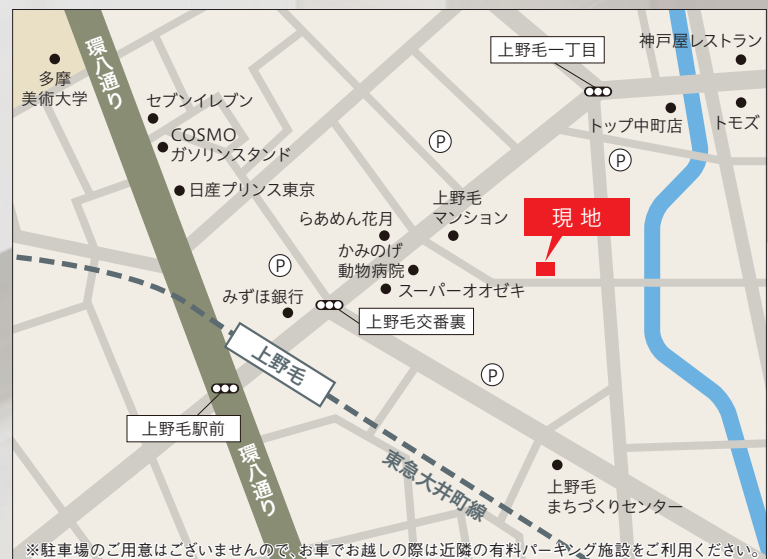 多摩
美術大学
環八通り
セブンイレブン
COSMO
ガソリンスタンド
日産プリンス東京
上野毛一丁目
神戸屋レストラン
トップ中町店
トモズ
P
P
上野毛
マンション
現地
らあめん花月
かみのげ
動物病院
スーパーオオゼキ
P
みずほ銀行
上野毛交番裏
上野毛
P
上野毛駅前
環八通り
東急大井町線
上野毛
まちづくりセンター
※駐車場のご用意はございませんので、お車でお越しの際は近隣の有料パーキング施設をご利用ください。